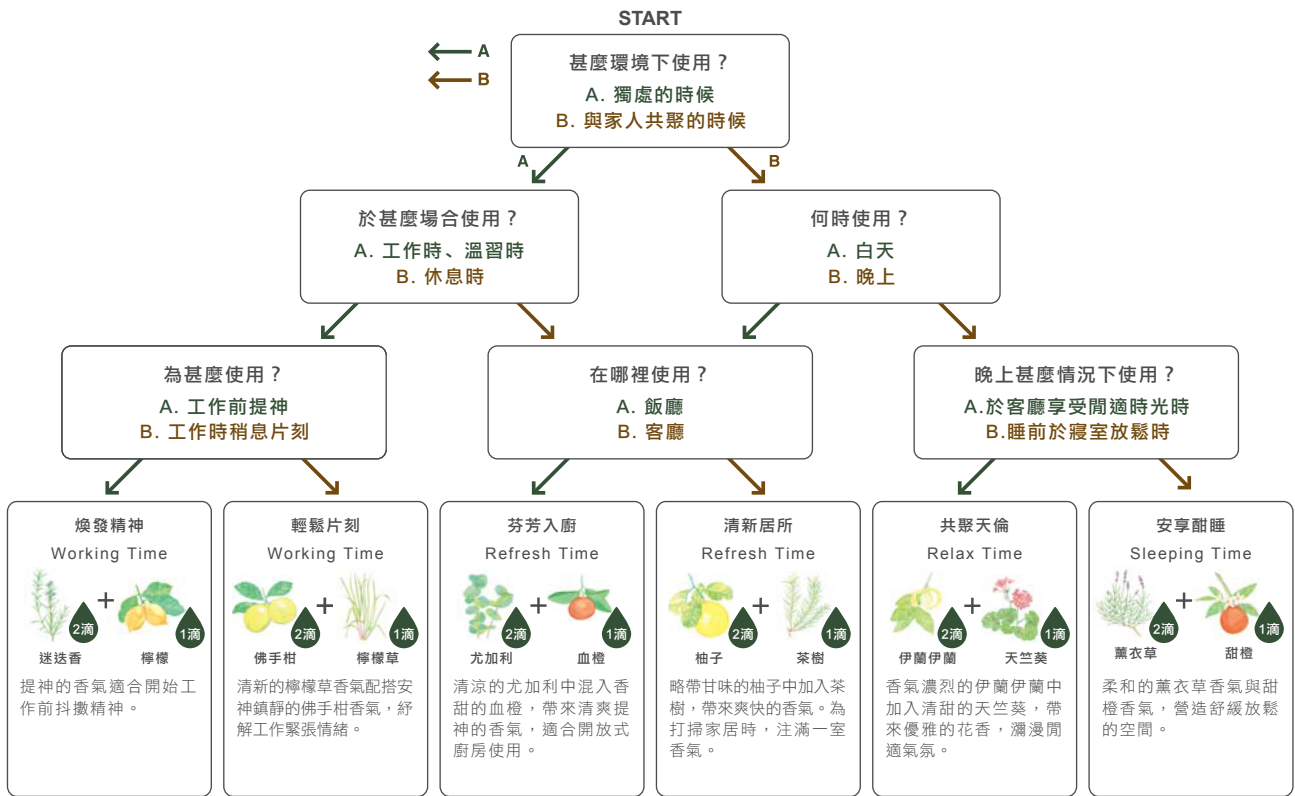 START
A
B
甚麼環境下使用？
A. 獨處的時候
B. 與家人共聚的時候
A
B
於甚麼場合使用？
A. 工作時、溫習時
B. 休息時
何時使用？
A. 白天
B. 晚上
為甚麼使用？
A. 工作前提神
B. 工作時稍息片刻
在哪裡使用？
A. 飯廳
B. 客廳
晚上甚麼情況下使用？
A.於客廳享受閒適時光時
B.睡前於寢室放鬆時
煥發精神
Working Time
2滴
1滴
迷迭香
檸檬
提神的香氣適合開始工
作前抖擻精神。
輕鬆片刻
Working Time
2滴
1滴
佛手柑
檸檬草
清新的檸檬草香氣配搭安
神鎮靜的佛手柑香氣，紓
解工作緊張情緒。
芬芳入廚
Refresh Time
2滴
1滴
尤加利
血橙
清涼的尤加利中混入香
甜的血橙，帶來清爽提
神的香氣，適合開放式
廚房使用。
清新居所
Refresh Time
2滴
1滴
柚子
茶樹
略帶甘味的柚子中加入茶
樹，帶來爽快的香氣。為
打掃家居時，注滿一室
香氣。
共聚天倫
Relax Time
2滴
1滴
伊蘭伊蘭
天竺葵
香氣濃烈的伊蘭伊蘭中
加入清甜的天竺葵，帶
來優雅的花香，瀰漫閒
適氣氛。
安享酣睡
Sleeping Time
2滴
1滴
薰衣草
甜橙
柔和的薰衣草香氣與甜
橙香氣，營造舒緩放鬆
的空間。